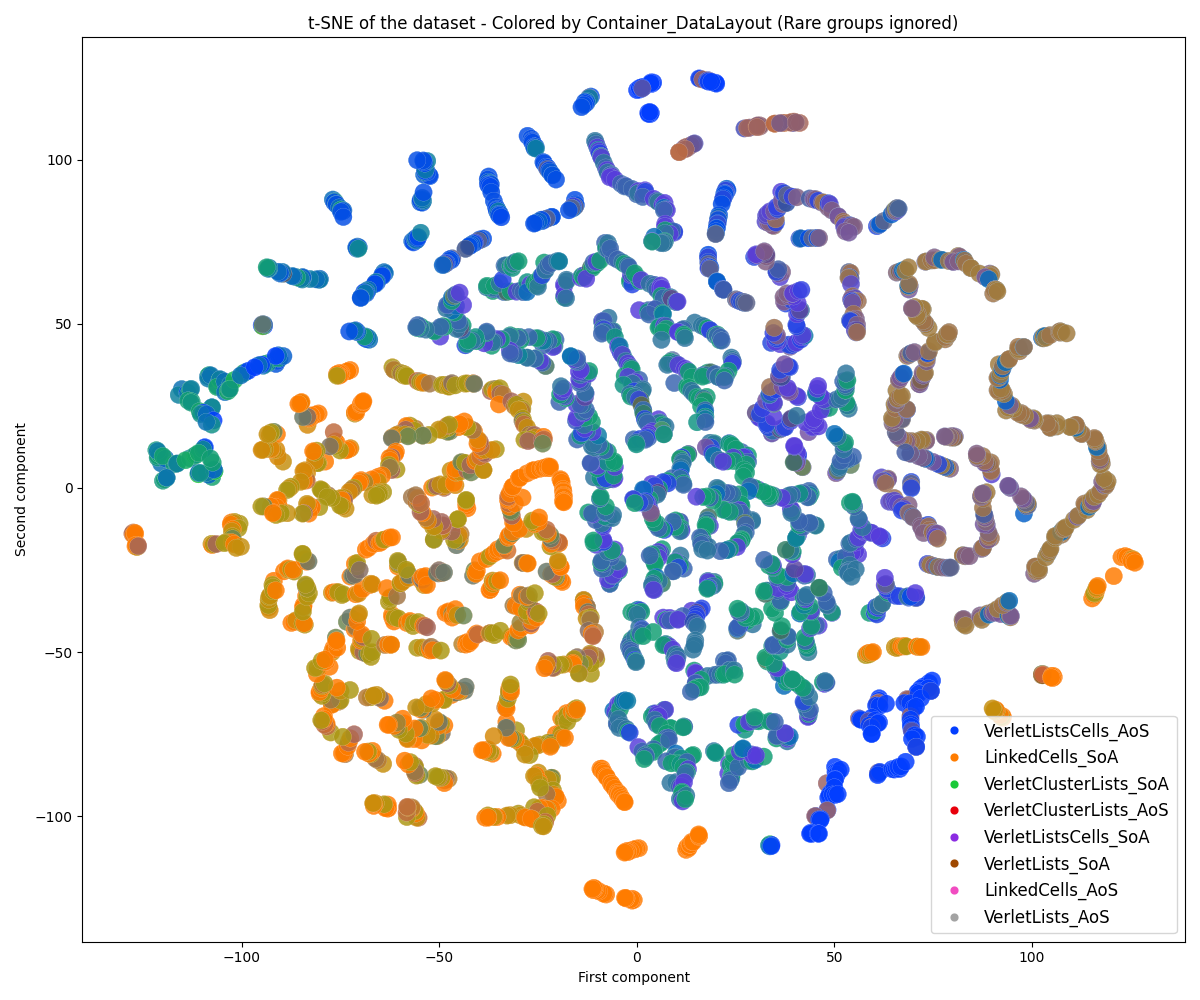 t-SNE of the dataset - Colored by Container_DataLayout (Rare groups ignored)
Second component
100
50
0
−50
−100
−100
−50
0
50
100
First component
VerletListsCells_AoS
LinkedCells_SoA
VerletClusterLists_SoA
VerletClusterLists_AoS
VerletListsCells_SoA
VerletLists_SoA
LinkedCells_AoS
VerletLists_AoS